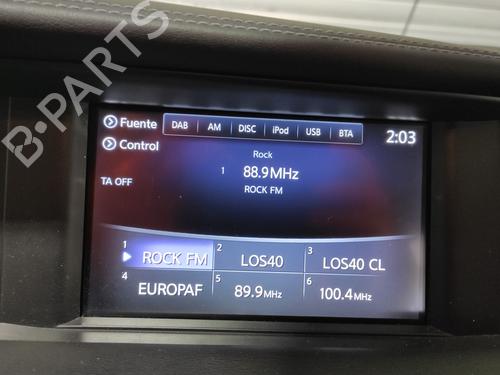 B-PARTS
Fuente DAB AM DISC iPod USB BTA 2:03
Control
Rock
TA OFF
1 88.9MHz
ROCK FM
1 ROCK FM 2 LOS40 3 LOS40 CL
4 EUROPAF 5 89.9MHz 6 100.4MHz